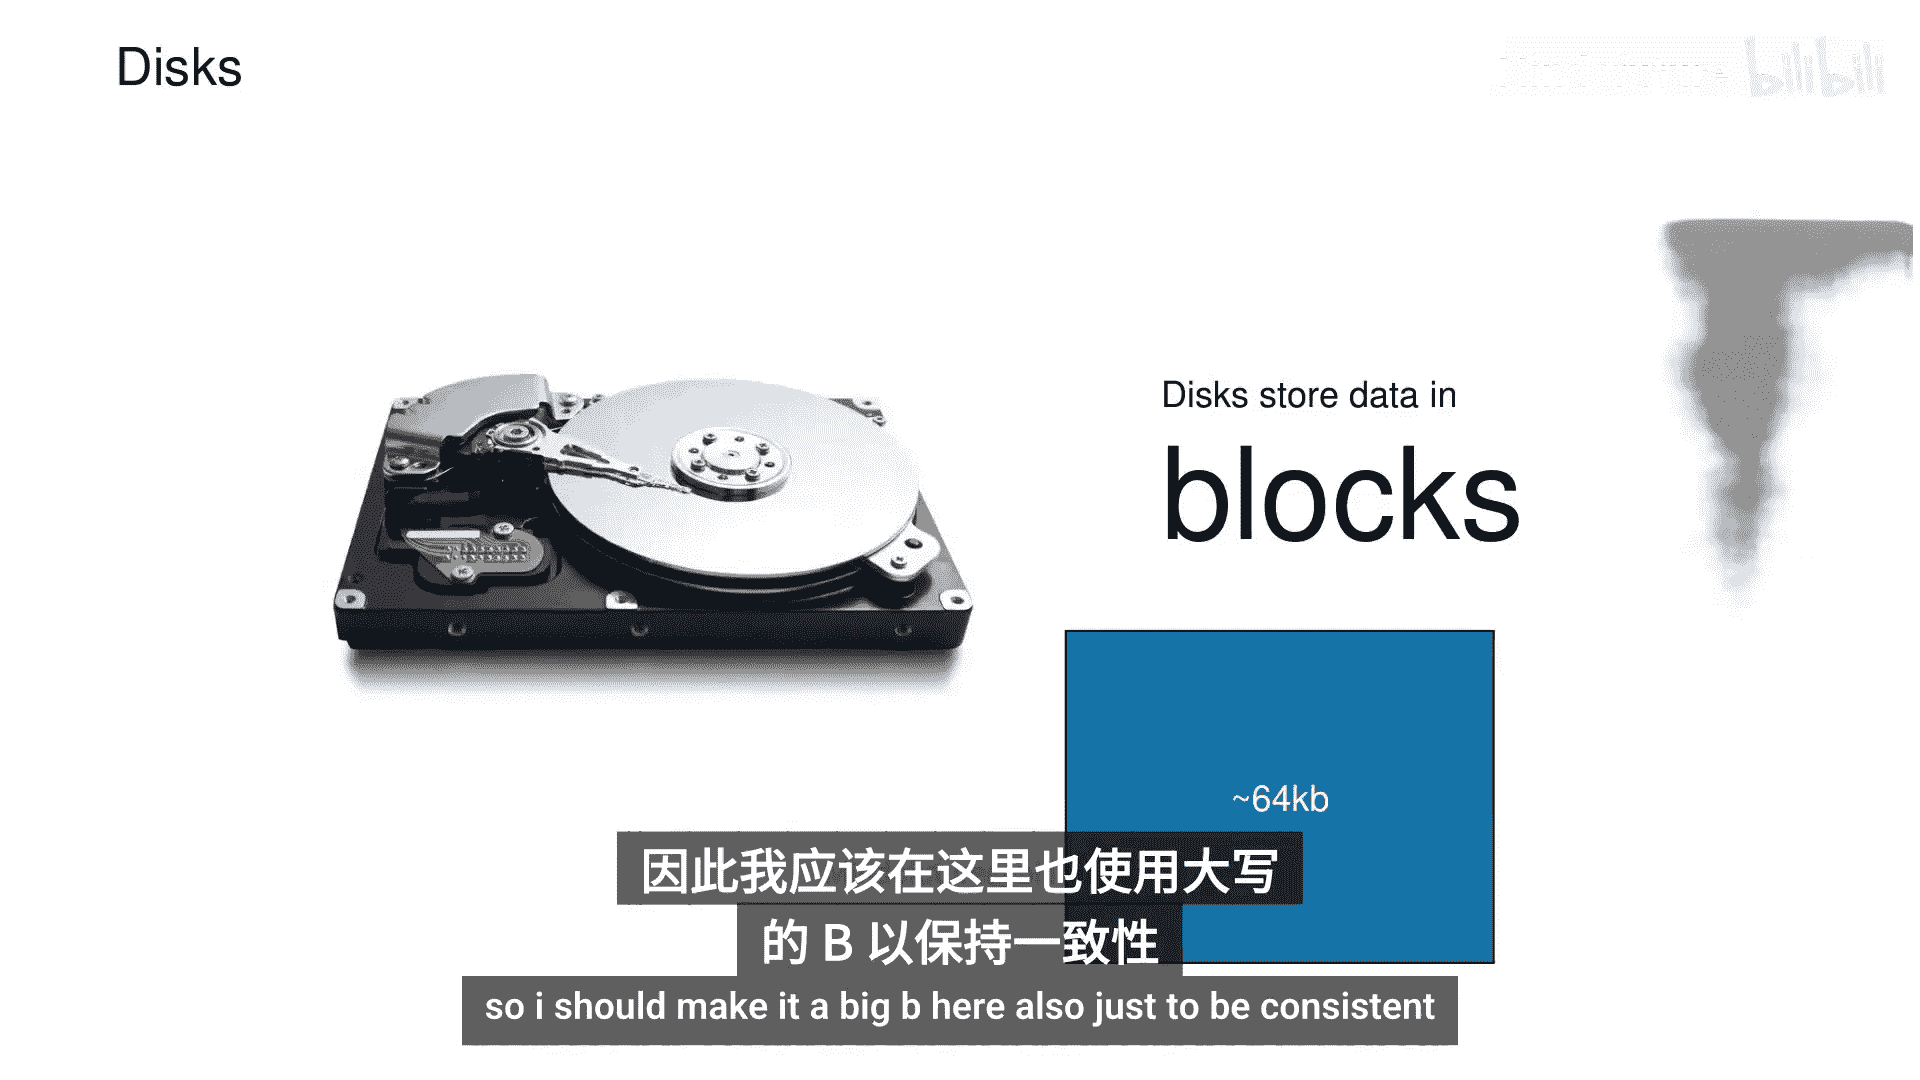 Disks
bilibili
Disks store data in
blocks
~64kb
因此我应该在这里也使用大写
的 B 以保持一致性
so i should make it a big b here also just to be consistent